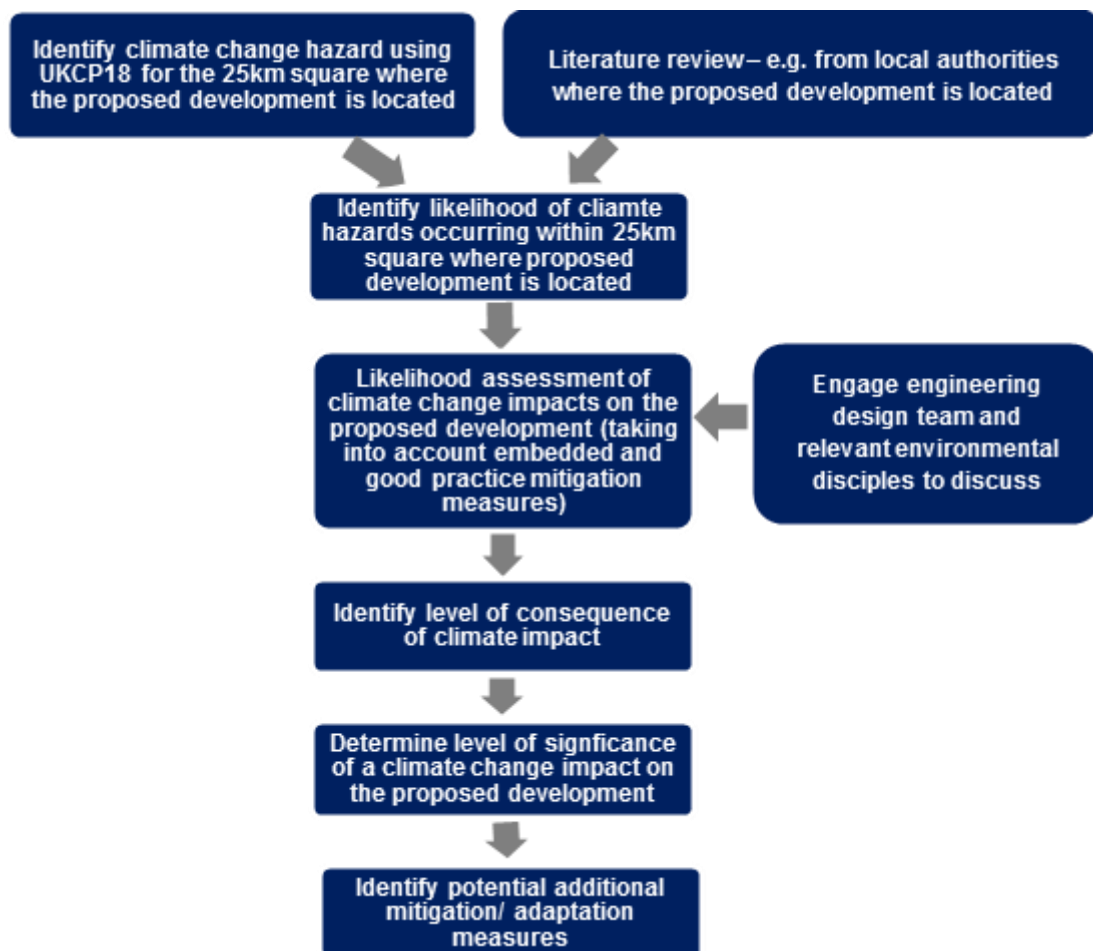 Identify climate change hazard using
UKCP18 for the 25km square where
the proposed development is located
Literature review– e.g. from local authorities
where the proposed development is located
Identify likelihood of cliamte
hazards occurring within 25km
square where proposed
development is located
Likelihood assessment of
climate change impacts on the
proposed development (taking
into account embedded and
good practice mitigation
measures)
Engage engineering
design team and
relevant environmental
disciples to discuss
Identify level of consequence
of climate impact
Determine level of signficance
of a climate change impact on
the proposed development
Identify potential additional
mitigation/ adaptation
measures